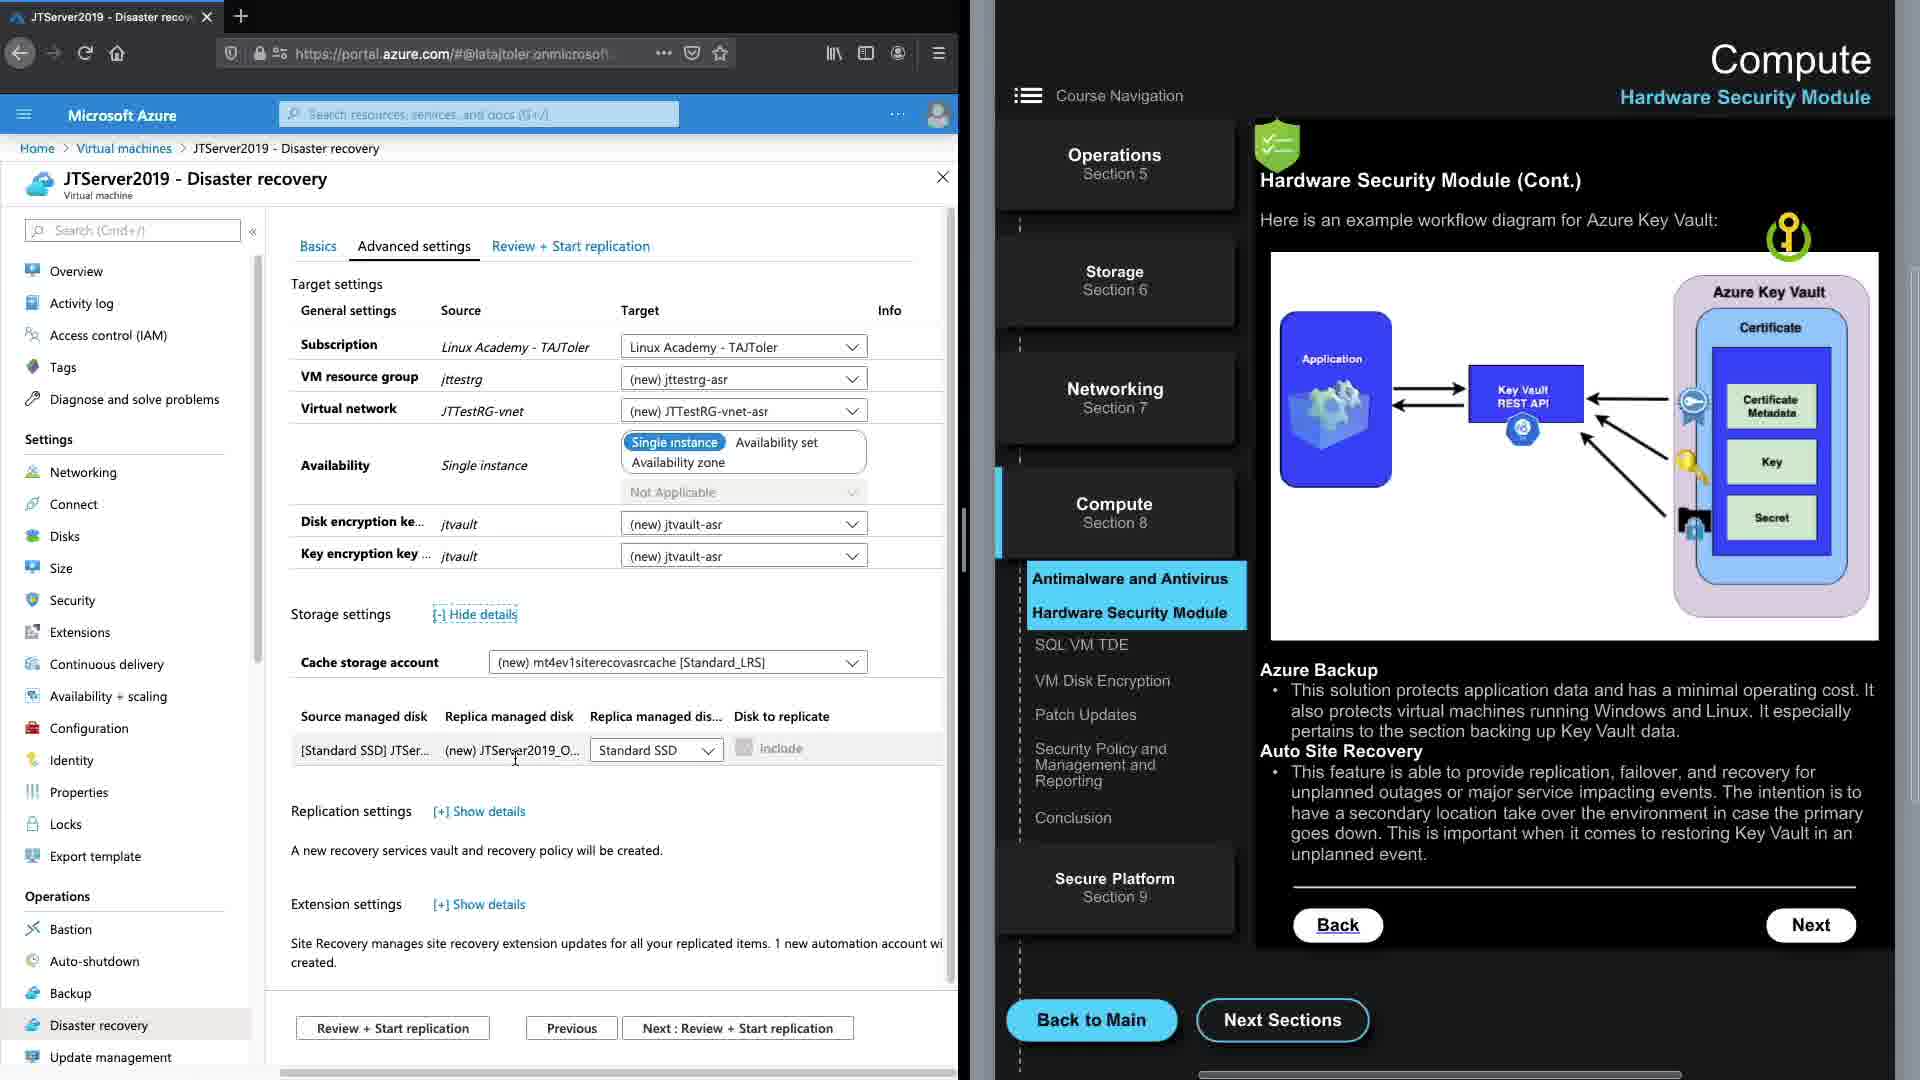 JTServer2019 - Disaster recov
https://portal.azure.com/#@latajtoler.onmicrosoft
Microsoft Azure
Search resources, services, and docs (G+/)
Home > Virtual machines > JTServer2019 - Disaster recovery
JTServer2019 - Disaster recovery
Virtual machine
Search (Cmd+/)
Overview
Activity log
Access control (IAM)
Tags
Diagnose and solve problems
Settings
Networking
Connect
Disks
Size
Security
Extensions
Continuous delivery
Availability + scaling
Configuration
Identity
Properties
Locks
Export template
Operations
Bastion
Auto-shutdown
Backup
Disaster recovery
Update management
Basics Advanced settings Review + Start replication
Target settings
General settings Source Target Info
Subscription Linux Academy - TAJToler Linux Academy - TAJToler
VM resource group jttestrg (new) jttestrg-asr
Virtual network JTTestRG-vnet (new) JTTestRG-vnet-asr
Availability Single instance Single instance Availability set
Availability zone
Not Applicable
Disk encryption ke... jtvault (new) jtvault-asr
Key encryption key ... jtvault (new) jtvault-asr
Storage settings [-] Hide details
Cache storage account (new) mt4ev1siterecovasrcache [Standard_LRS]
Source managed disk Replica managed disk Replica managed dis... Disk to replicate
[Standard SSD] JTSer... (new) JTServer2019_O... Standard SSD Include
Replication settings [+] Show details
A new recovery services vault and recovery policy will be created.
Extension settings [+] Show details
Site Recovery manages site recovery extension updates for all your replicated items. 1 new automation account wi
created.
Review + Start replication Previous Next : Review + Start replication
Compute
Hardware Security Module
Course Navigation
Operations
Section 5
Storage
Section 6
Networking
Section 7
Compute
Section 8
Antimalware and Antivirus
Hardware Security Module
SQL VM TDE
VM Disk Encryption
Patch Updates
Security Policy and
Management and
Reporting
Conclusion
Secure Platform
Section 9
Back to Main Next Sections
Hardware Security Module (Cont.)
Here is an example workflow diagram for Azure Key Vault:
Application
Key Vault
REST API
Azure Key Vault
Certificate
Certificate
Metadata
Key
Secret
Azure Backup
• This solution protects application data and has a minimal operating cost. It
also protects virtual machines running Windows and Linux. It especially
pertains to the section backing up Key Vault data.
Auto Site Recovery
• This feature is able to provide replication, failover, and recovery for
unplanned outages or major service impacting events. The intention is to
have a secondary location take over the environment in case the primary
goes down. This is important when it comes to restoring Key Vault in an
unplanned event.
Back Next